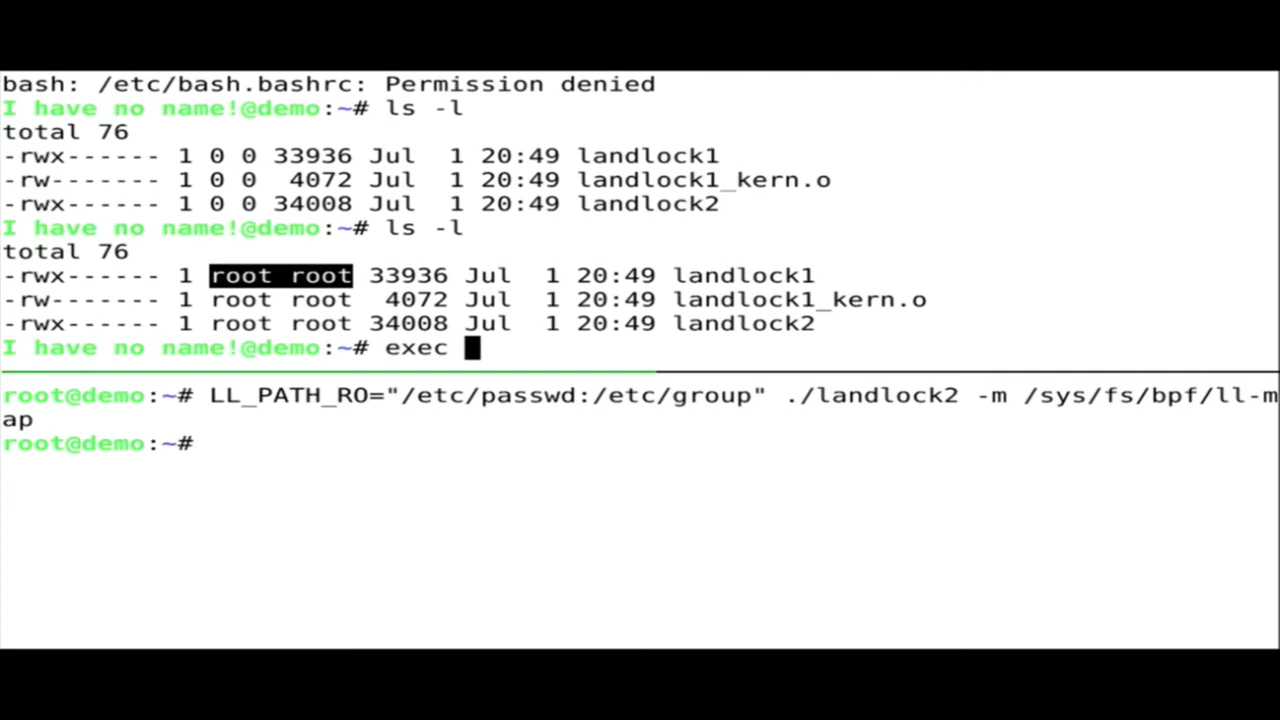 bash: /etc/bash.bashrc: Permission denied
I have no name!@demo:~# ls -l
total 76
-rwx------ 1 0 0 33936 Jul  1 20:49 landlock1
-rw------- 1 0 0  4072 Jul  1 20:49 landlock1_kern.o
-rwx------ 1 0 0 34008 Jul  1 20:49 landlock2
I have no name!@demo:~# ls -l
total 76
-rwx------ 1 root root 33936 Jul  1 20:49 landlock1
-rw------- 1 root root  4072 Jul  1 20:49 landlock1_kern.o
-rwx------ 1 root root 34008 Jul  1 20:49 landlock2
I have no name!@demo:~# exec
root@demo:~# LL_PATH_RO="/etc/passwd:/etc/group" ./landlock2 -m /sys/fs/bpf/ll-m
ap
root@demo:~#